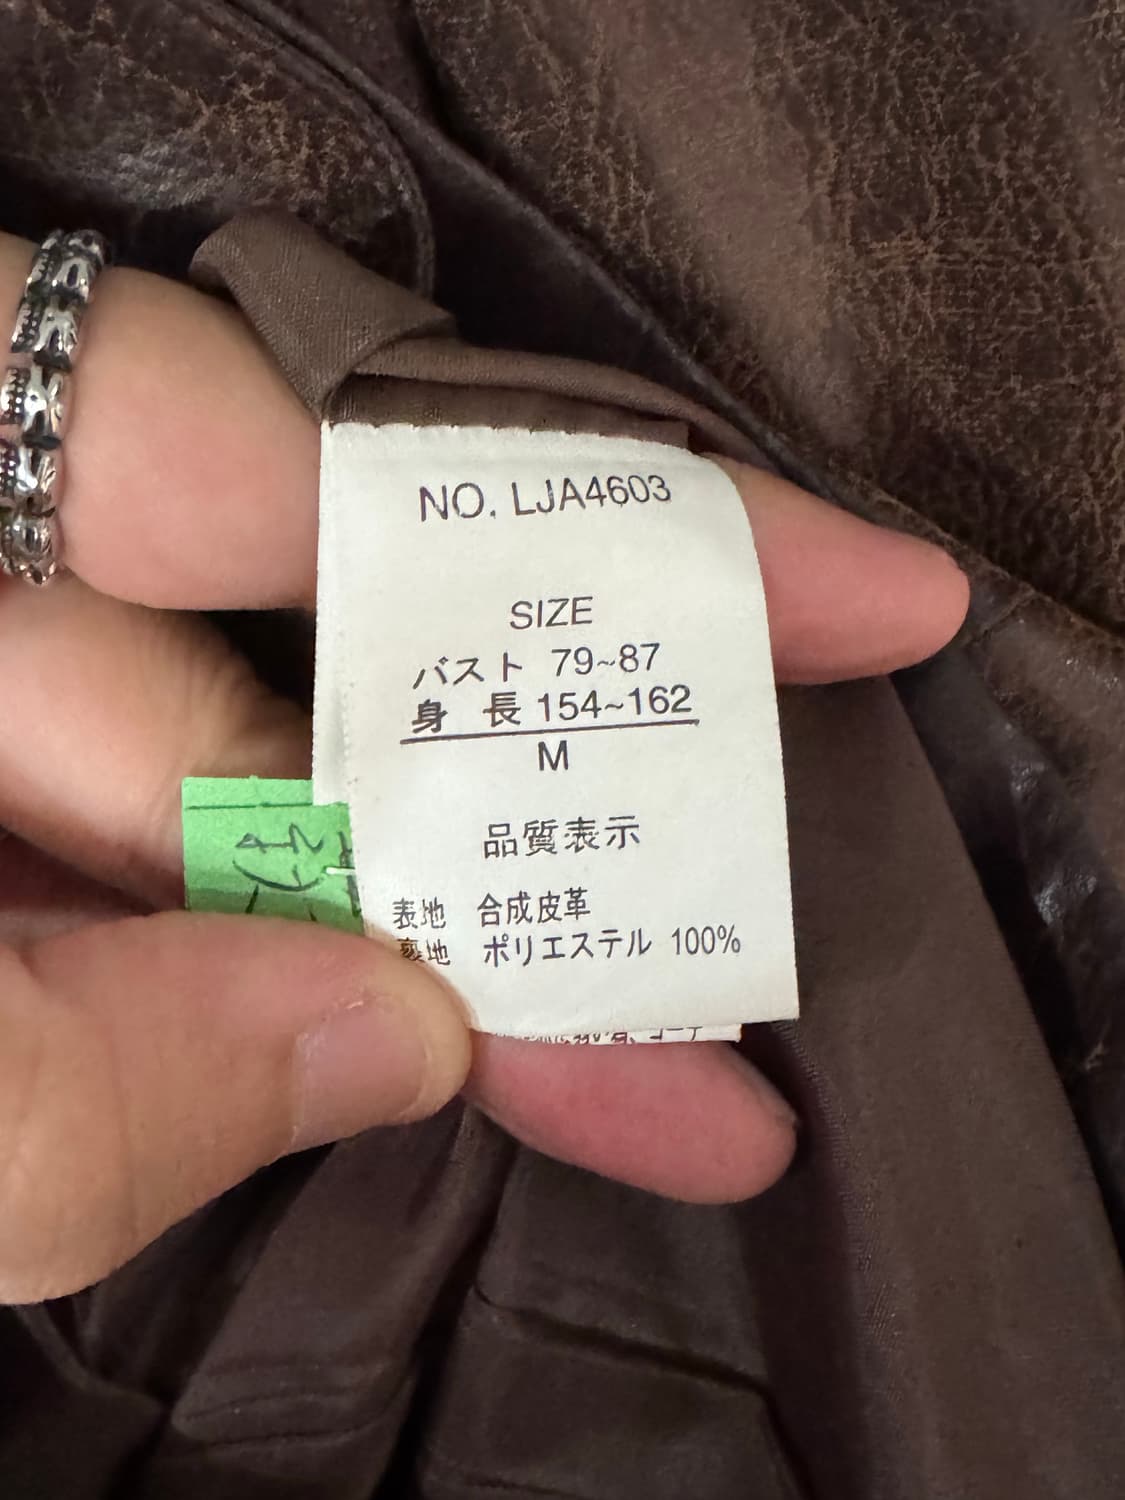 NO. LJA4603
SIZE
バスト 79~87
身 長 154~162
M
品質表示
表地 合成皮革
裏地 ポリエステル 100%